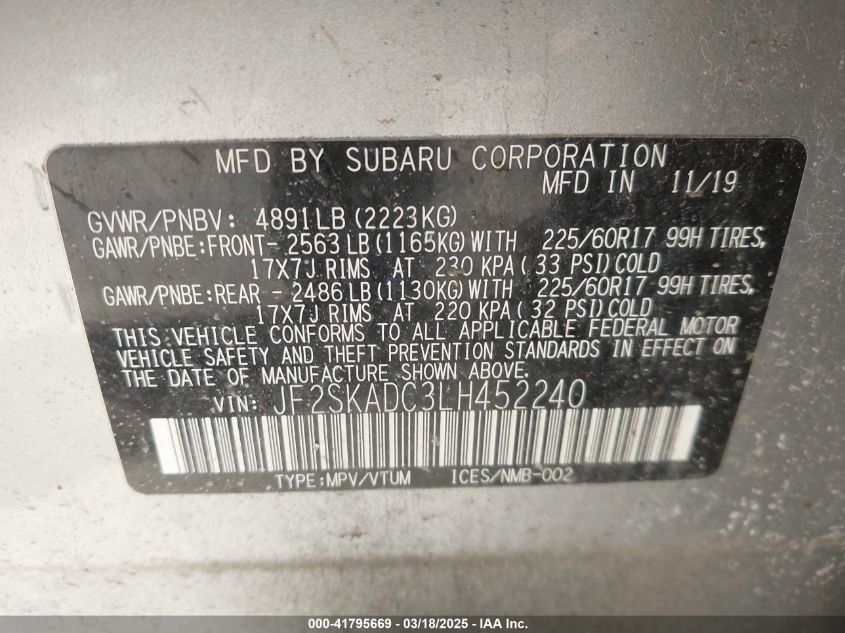 MFD BY SUBARU CORPORATION
MFD IN 11/19
GVWR/PNBV: 4891LB (2223KG)
GAWR/PNBE:FRONT- 2563 LB (1165KG) WITH 225/60R17 99H TIRES,
17X7J RIMS AT 230 KPA ( 33 PSI) COLD
GAWR/PNBE:REAR - 2486 LB (1130KG) WITH 225/60R17 99H TIRES,
17X7J RIMS AT 220 KPA ( 32 PSI) COLD
THIS VEHICLE CONFORMS TO ALL APPLICABLE FEDERAL MOTOR
VEHICLE SAFETY AND THEFT PREVENTION STANDARDS IN EFFECT ON
THE DATE OF MANUFACTURE SHOWN ABOVE.
VIN: JF2SKADC3LH452240
TYPE:MPV/VTUM ICES/NMB-002
000-41795669 - 03/18/2025 - IAA Inc.